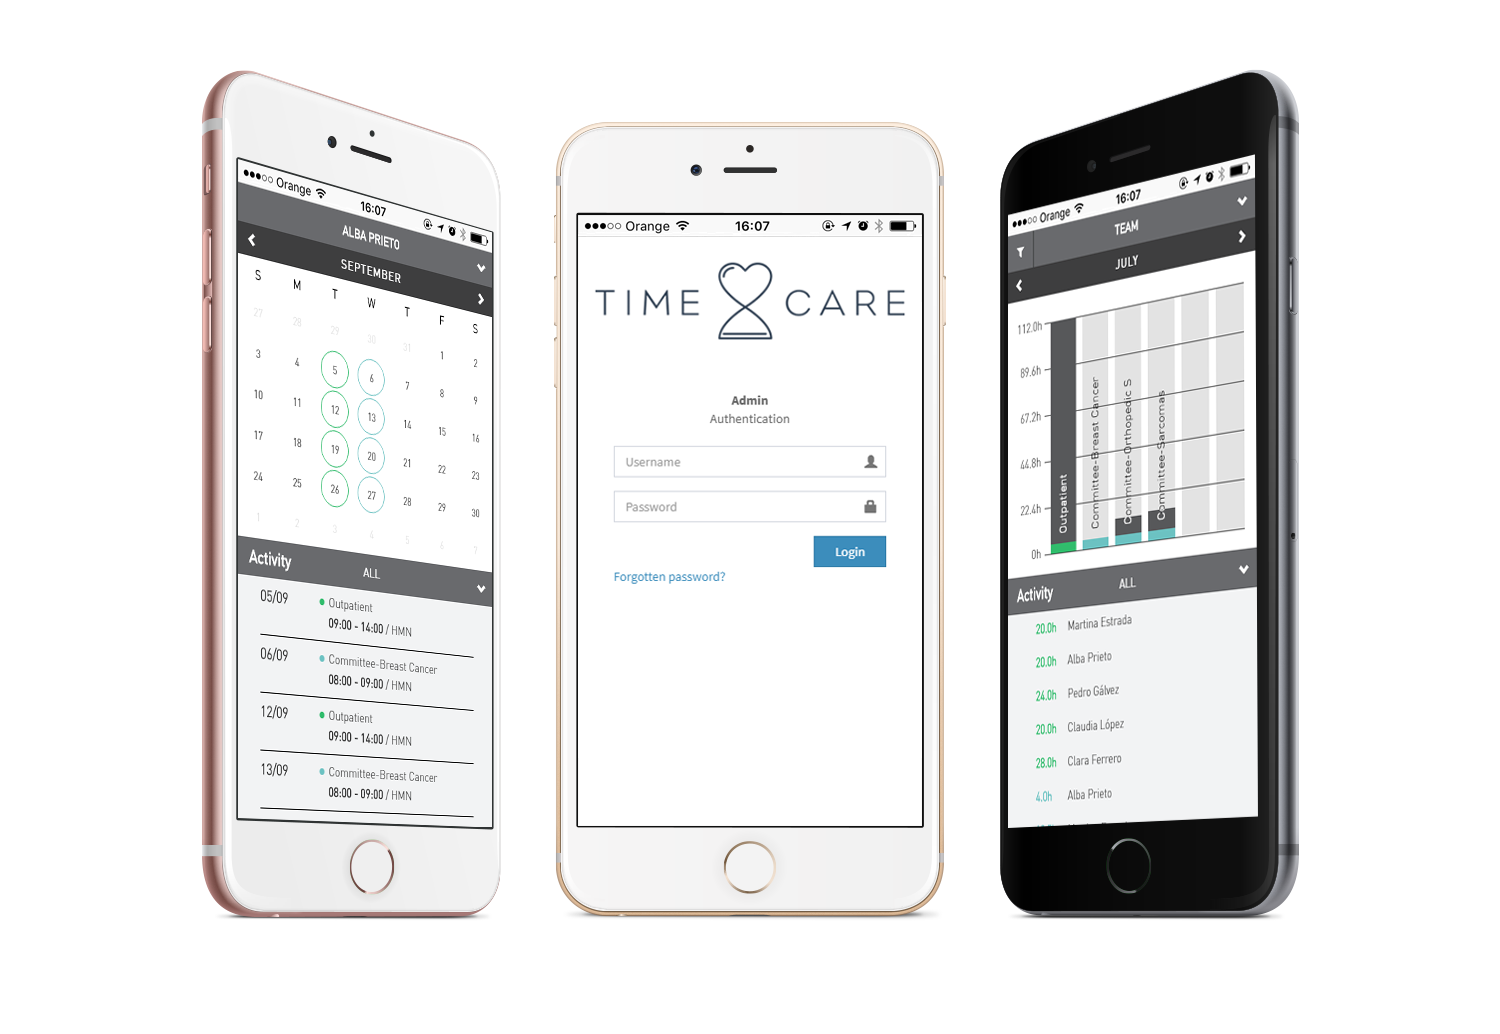 Orange 16:07
ALBA PRIETO
SEPTEMBER
S M T W T F S
27 28 29 30 31 1 2
3 4 5 6 7 8 9
10 11 12 13 14 15 16
17 18 19 20 21 22 23
24 25 26 27 28 29 30
1 2 3 4 5 6 7
Activity ALL
05/09 Outpatient
09:00 - 14:00 / HMN
06/09 Committee-Breast Cancer
08:00 - 09:00 / HMN
12/09 Outpatient
09:00 - 14:00 / HMN
13/09 Committee-Breast Cancer
08:00 - 09:00 / HMN
Orange 16:07
TIME CARE
Admin
Authentication
Username
Password
Login
Forgotten password?
Orange 16:07
TEAM
JULY
112.0h
89.6h
67.2h
44.8h
22.4h
0h
Outpatient
Committee-Breast Cancer
Committee-Orthopedic S
Committee-Sarcomas
Activity ALL
20.0h Martina Estrada
20.0h Alba Prieto
24.0h Pedro Gálvez
20.0h Claudia López
28.0h Clara Ferrero
4.0h Alba Prieto